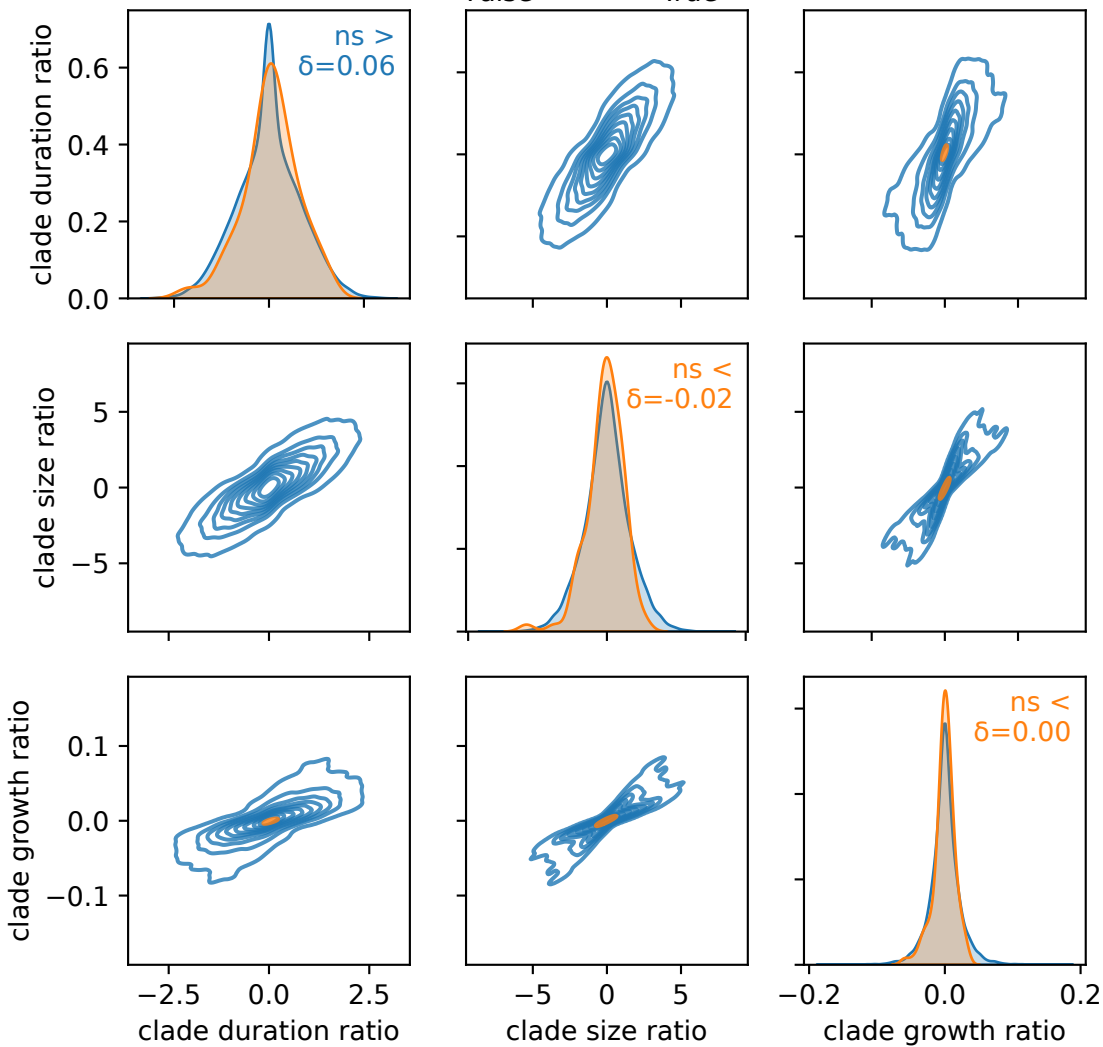 ns >
δ=0.06
clade duration ratio
0.6
0.4
0.2
0.0
ns <
δ=-0.02
clade size ratio
5
0
−5
ns <
δ=0.00
clade growth ratio
0.1
0.0
−0.1
−2.5 0.0 2.5
−5 0 5
−0.2 0.0 0.2
clade duration ratio
clade size ratio
clade growth ratio